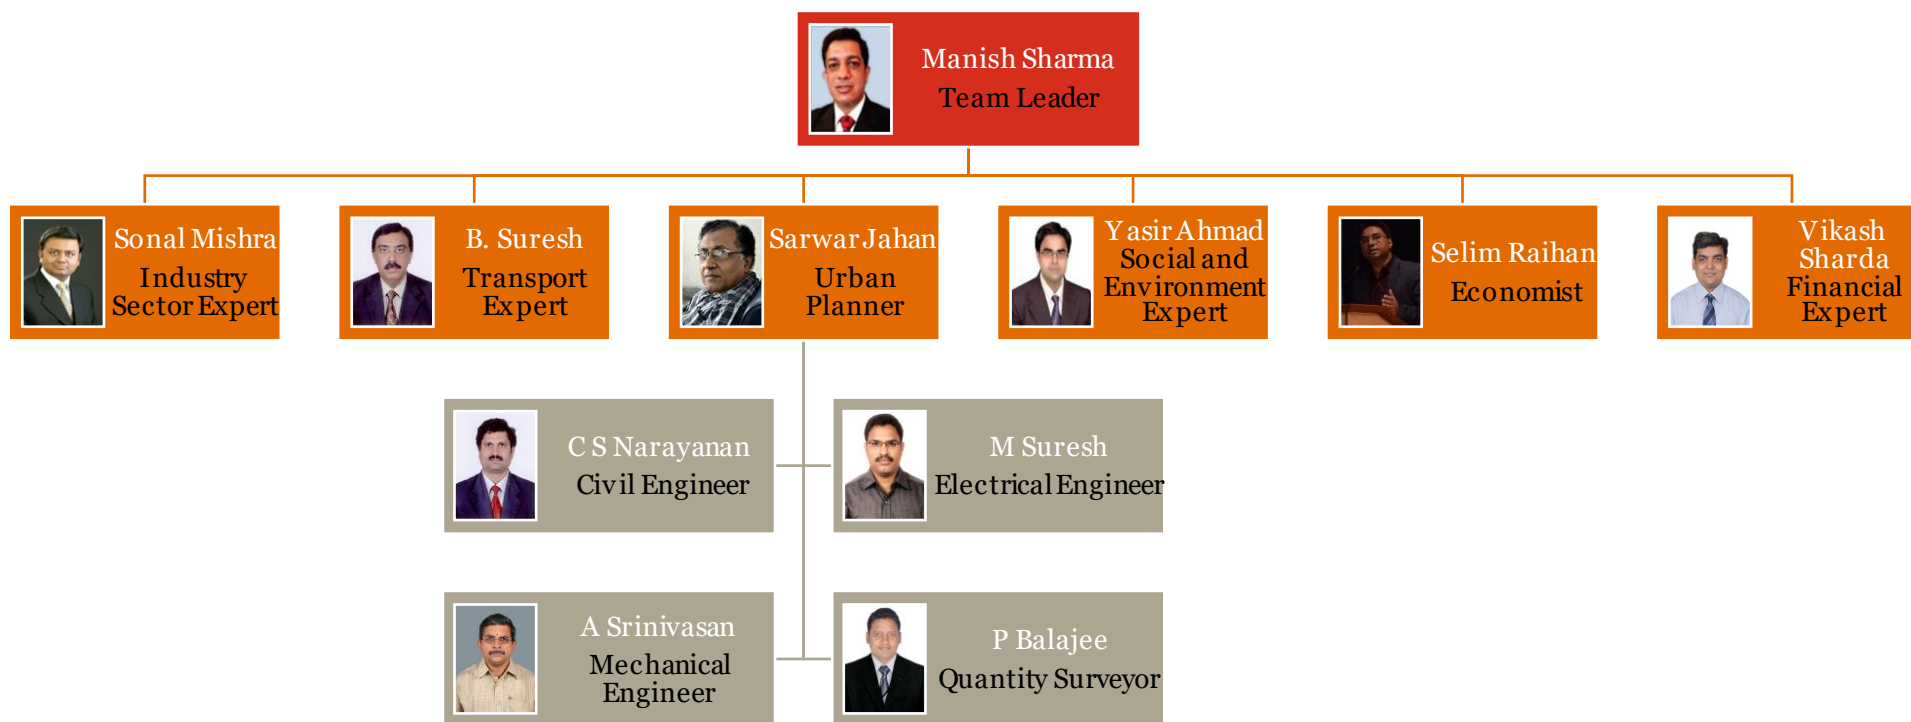 Manish Sharma
Team Leader
Sonal Mishra
Industry
Sector Expert
B. Suresh
Transport
Expert
Sarwar Jahan
Urban
Planner
Yasir Ahmad
Social and
Environment
Expert
Selim Raihan
Economist
Vikash
Sharda
Financial
Expert
C S Narayanan
Civil Engineer
M Suresh
Electrical Engineer
A Srinivasan
Mechanical
Engineer
P Balajee
Quantity Surveyor